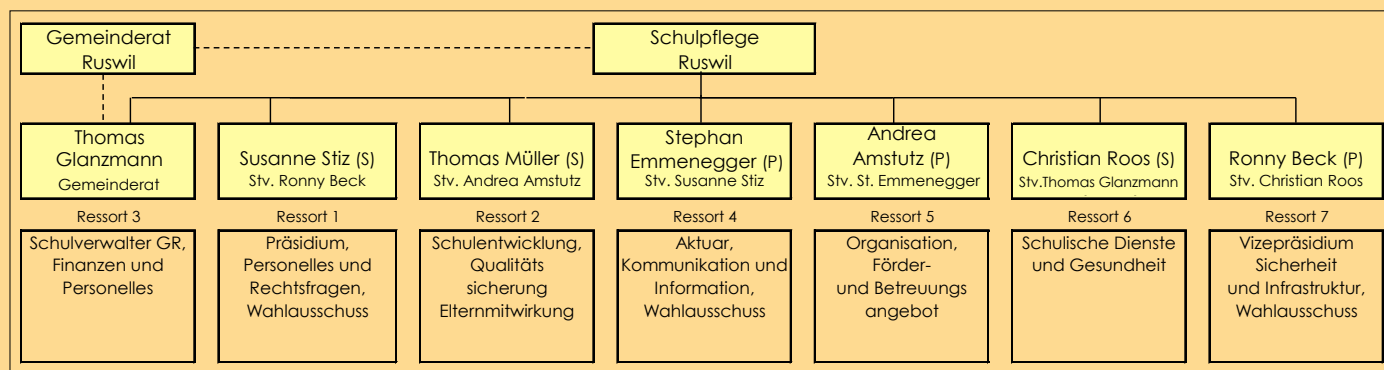 Gemeinderat
Ruswil
Schulpflege
Ruswil
Thomas
Glanzmann
Gemeinderat
Susanne Stiz (S)
Stv. Ronny Beck
Thomas Müller (S)
Stv. Andrea Amstutz
Stephan
Emmenegger (P)
Stv. Susanne Stiz
Andrea
Amstutz (P)
Stv. St. Emmenegger
Christian Roos (S)
Stv.Thomas Glanzmann
Ronny Beck (P)
Stv. Christian Roos
Ressort 3
Ressort 1
Ressort 2
Ressort 4
Ressort 5
Ressort 6
Ressort 7
Schulverwalter GR,
Finanzen und
Personelles
Präsidium,
Personelles und
Rechtsfragen,
Wahlausschuss
Schulentwicklung,
Qualitäts
sicherung
Elternmitwirkung
Aktuar,
Kommunikation und
Information,
Wahlausschuss
Organisation,
Förder-
und Betreuungs
angebot
Schulische Dienste
und Gesundheit
Vizepräsidium
Sicherheit
und Infrastruktur,
Wahlausschuss